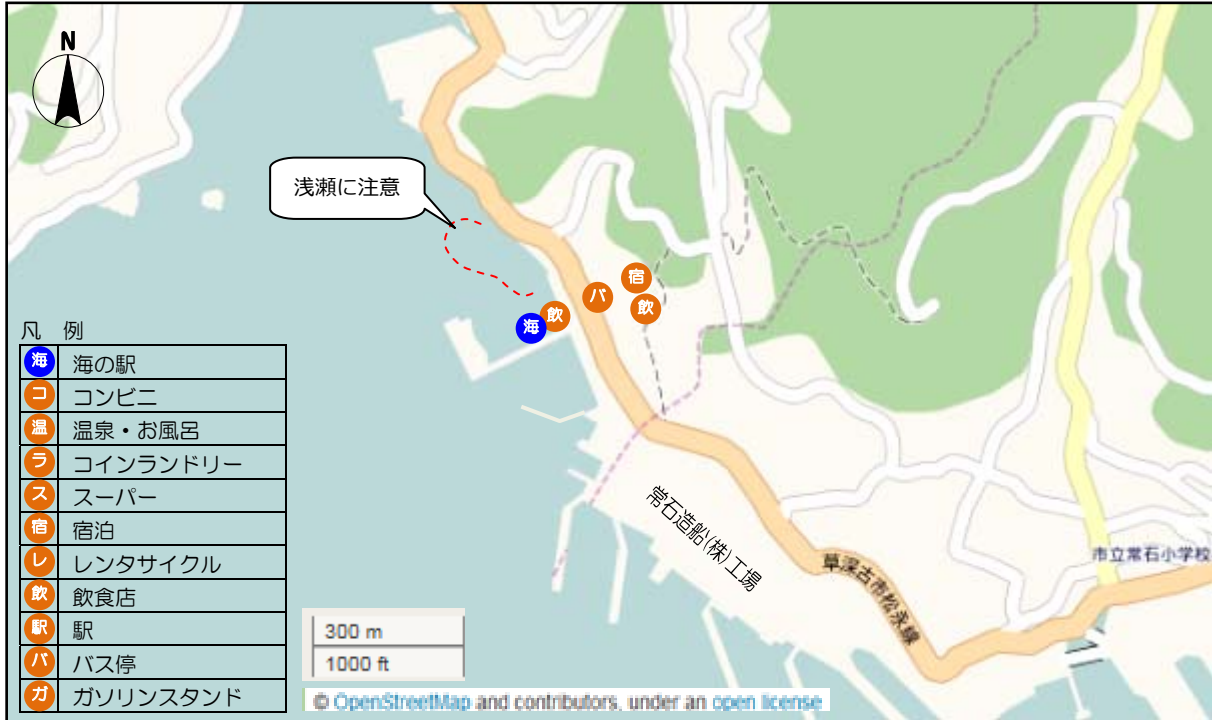 N
浅瀬に注意
宿
バ
飲
飲
海
凡 例
海 海の駅
コ コンビニ
温 温泉・お風呂
ラ コインランドリー
ス スーパー
宿 宿泊
レ レンタサイクル
飲 飲食店
駅 駅
バ バス停
ガ ガソリンスタンド
常石造船(株)工場
草深古市松永線
市立常石小学校
300 m
1000 ft
© OpenStreetMap and contributors, under an open license